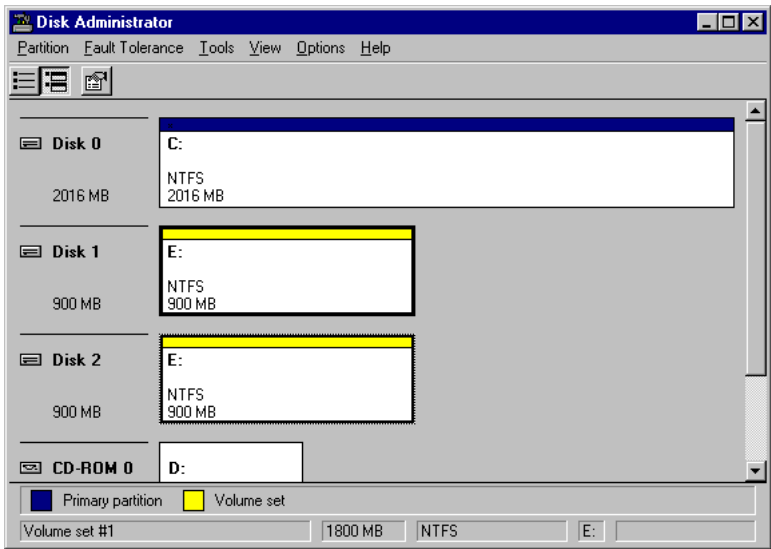 Disk Administrator
Partition Fault Tolerance Tools View Options Help
Disk 0
2016 MB
C:
NTFS
2016 MB
Disk 1
900 MB
E:
NTFS
900 MB
Disk 2
900 MB
E:
NTFS
900 MB
CD-ROM 0
D:
Primary partition Volume set
Volume set #1 1800 MB NTFS E: